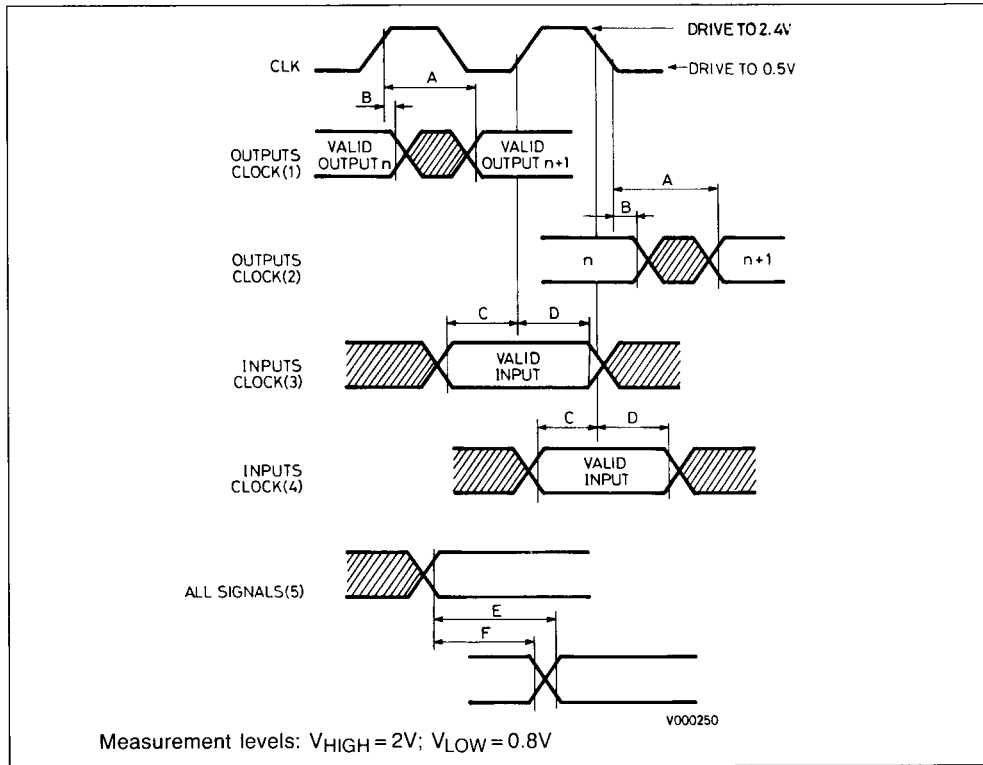 DRIVE TO 2.4V
CLK
DRIVE TO 0.5V
A
B
OUTPUTS
CLOCK(1)
VALID
OUTPUT n
VALID
OUTPUT n+1
A
B
OUTPUTS
CLOCK(2)
n
n+1
C
D
INPUTS
CLOCK(3)
VALID
INPUT
C
D
INPUTS
CLOCK(4)
VALID
INPUT
ALL SIGNALS(5)
E
F
V000250
Measurement levels: VHIGH = 2V; VLOW = 0.8V